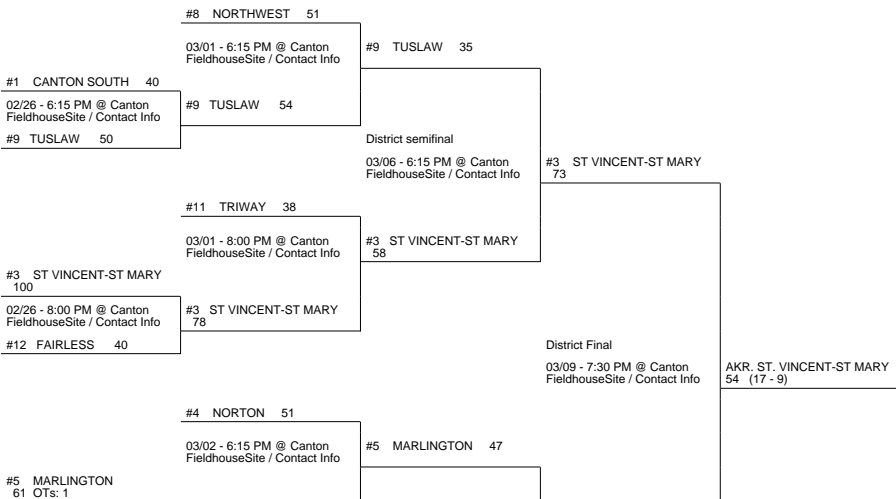 #8 NORTHWEST 51
03/01 - 6:15 PM @ Canton
FieldhouseSite / Contact Info
#9 TUSLAW 35
#1 CANTON SOUTH 40
02/26 - 6:15 PM @ Canton
FieldhouseSite / Contact Info
#9 TUSLAW 54
#9 TUSLAW 50
District semifinal
03/06 - 6:15 PM @ Canton
FieldhouseSite / Contact Info
#3 ST VINCENT-ST MARY
73
#11 TRIWAY 38
03/01 - 8:00 PM @ Canton
FieldhouseSite / Contact Info
#3 ST VINCENT-ST MARY
58
#3 ST VINCENT-ST MARY
100
02/26 - 8:00 PM @ Canton
FieldhouseSite / Contact Info
#3 ST VINCENT-ST MARY
78
#12 FAIRLESS 40
District Final
03/09 - 7:30 PM @ Canton
FieldhouseSite / Contact Info
AKR. ST. VINCENT-ST MARY
54 (17 - 9)
#4 NORTON 51
03/02 - 6:15 PM @ Canton
FieldhouseSite / Contact Info
#5 MARLINGTON 47
#5 MARLINGTON
61 OTs: 1